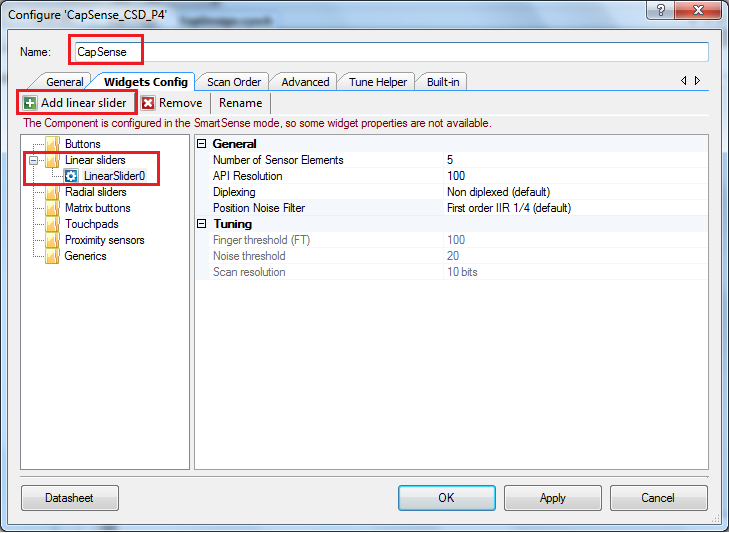 Configure 'CapSense_CSD_P4'
Name: CapSense
General Widgets Config Scan Order Advanced Tune Helper Built-in
Add linear slider Remove Rename
The Component is configured in the SmartSense mode, so some widget properties are not available.
Buttons
Linear sliders
LinearSlider0
Radial sliders
Matrix buttons
Touchpads
Proximity sensors
Generics
General
Number of Sensor Elements 5
API Resolution 100
Diplexing Non diplexed (default)
Position Noise Filter First order IIR 1/4 (default)
Tuning
Finger threshold (FT) 100
Noise threshold 20
Scan resolution 10 bits
Datasheet OK Apply Cancel